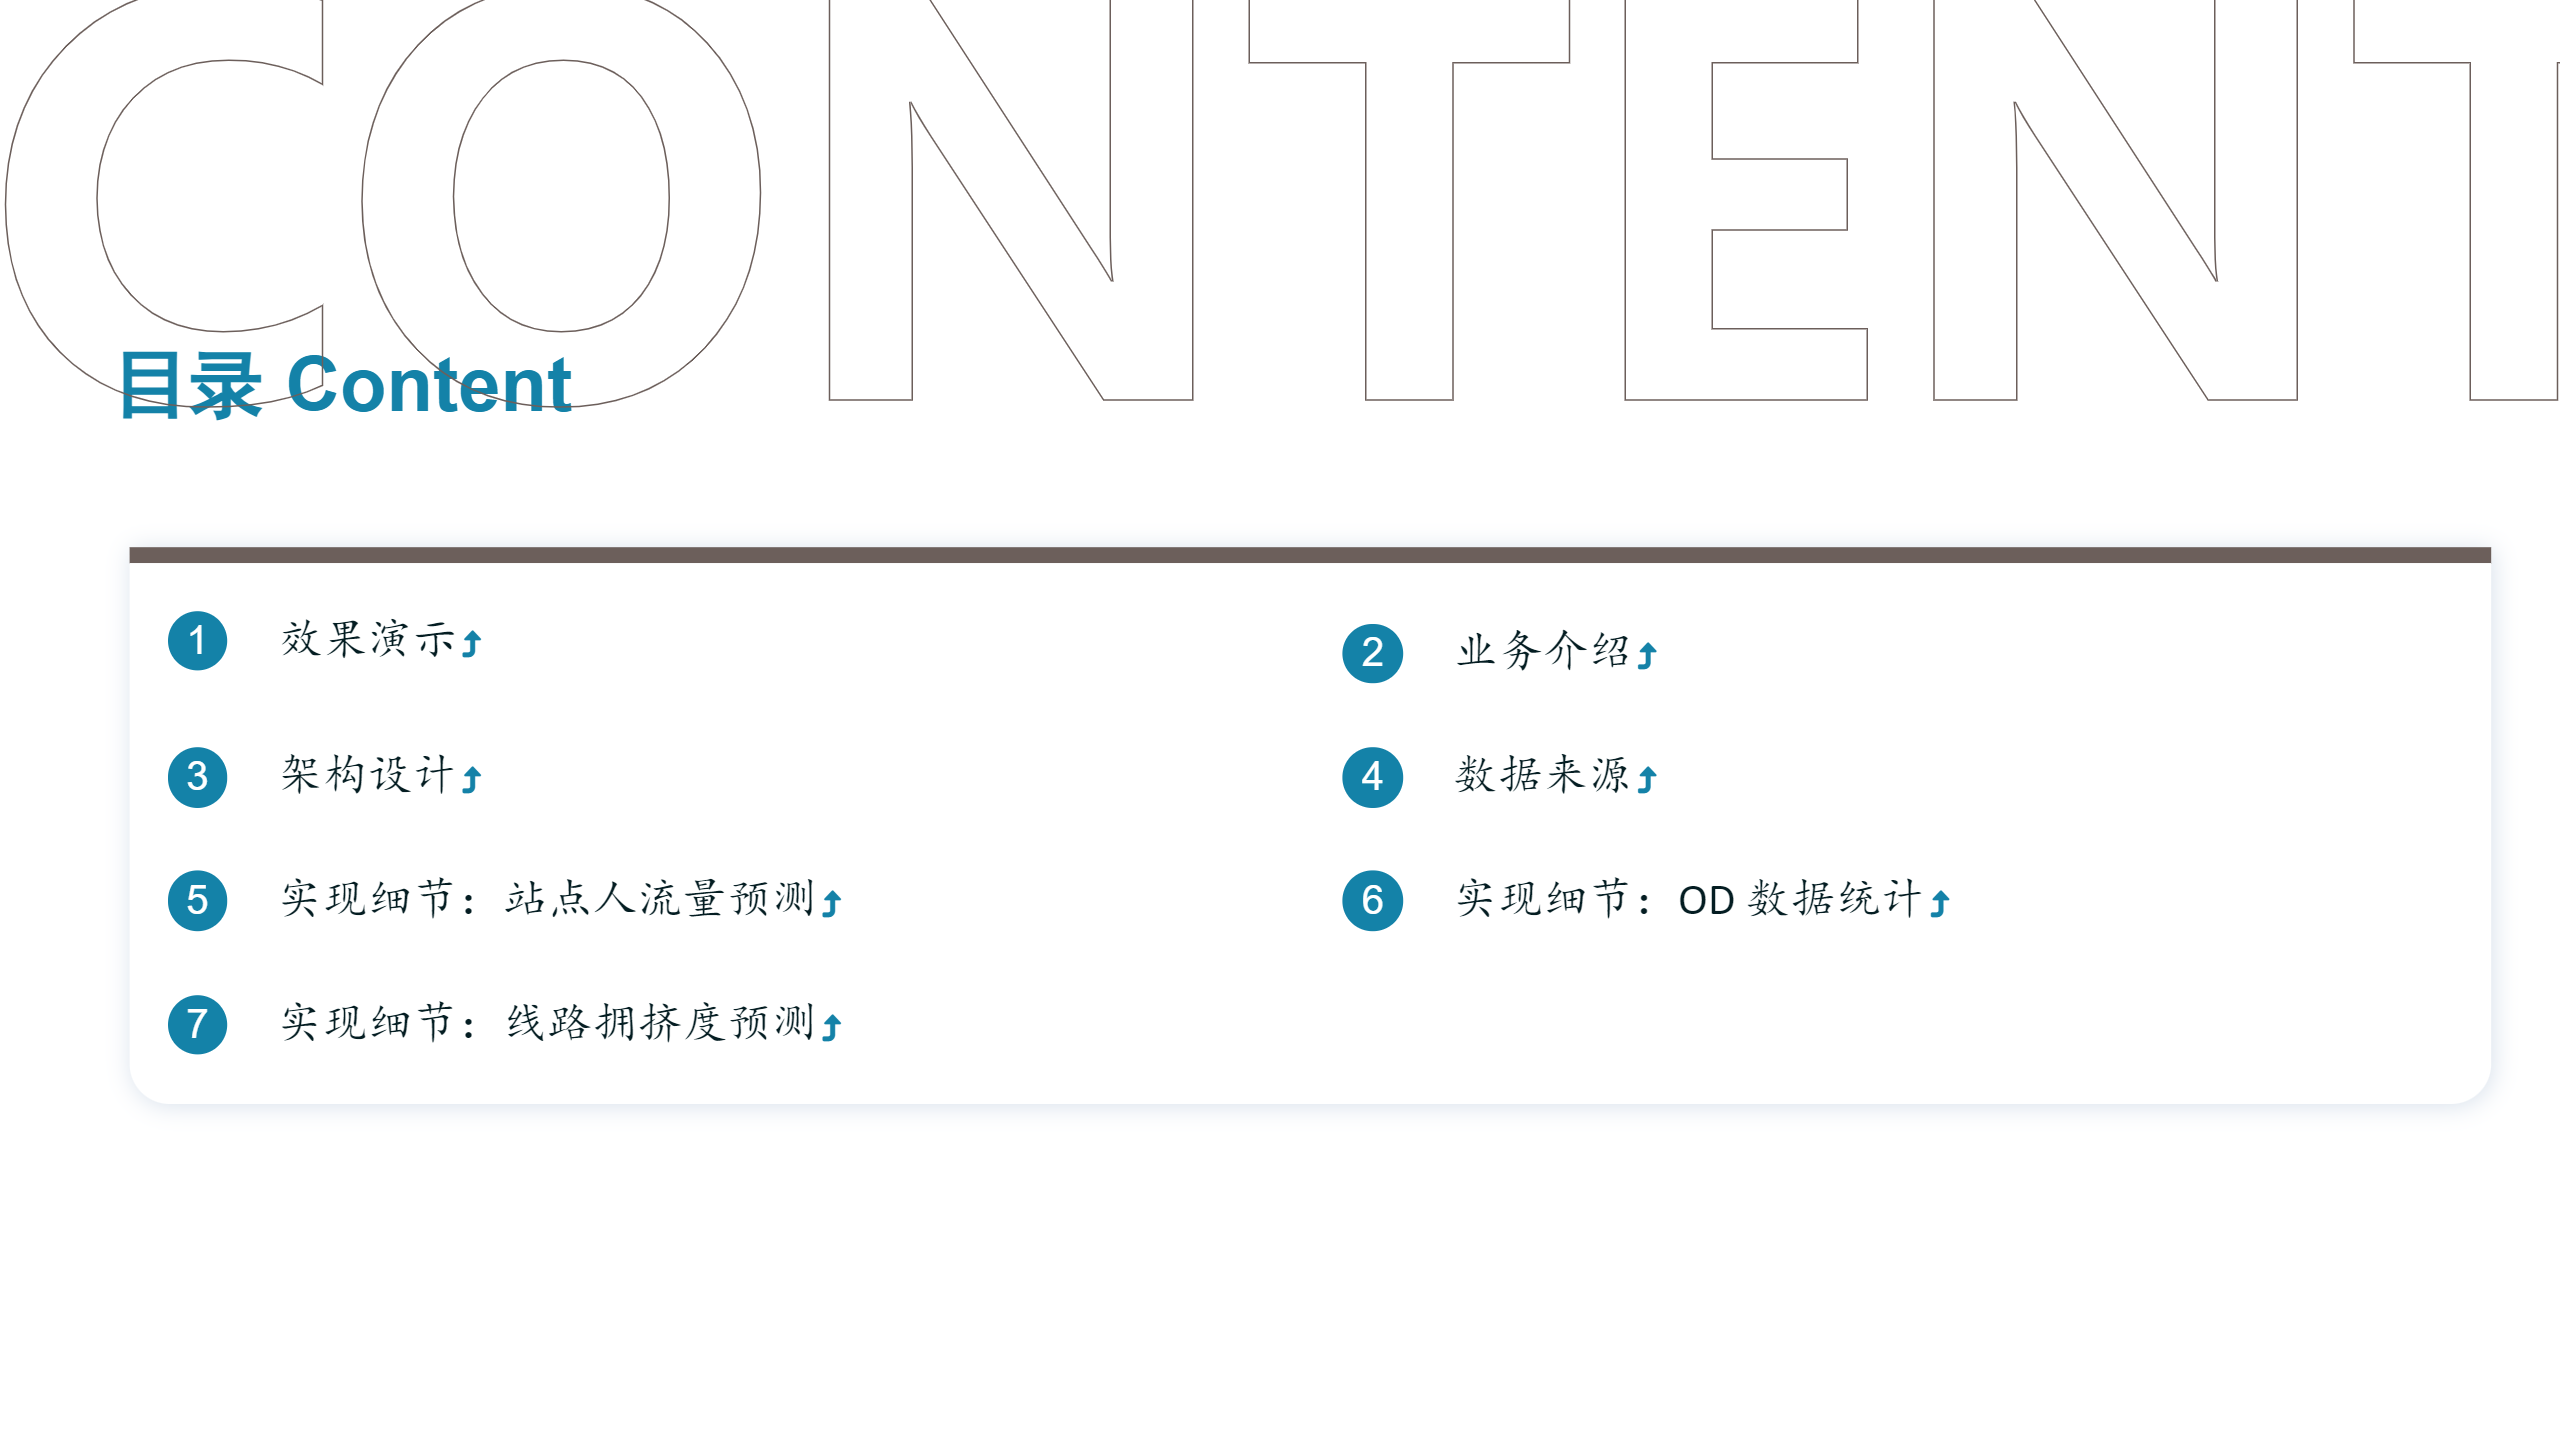 CONTENT
目录 Content
1 效果演示
2 业务介绍
3 架构设计
4 数据来源
5 实现细节：站点人流量预测
6 实现细节：OD 数据统计
7 实现细节：线路拥挤度预测